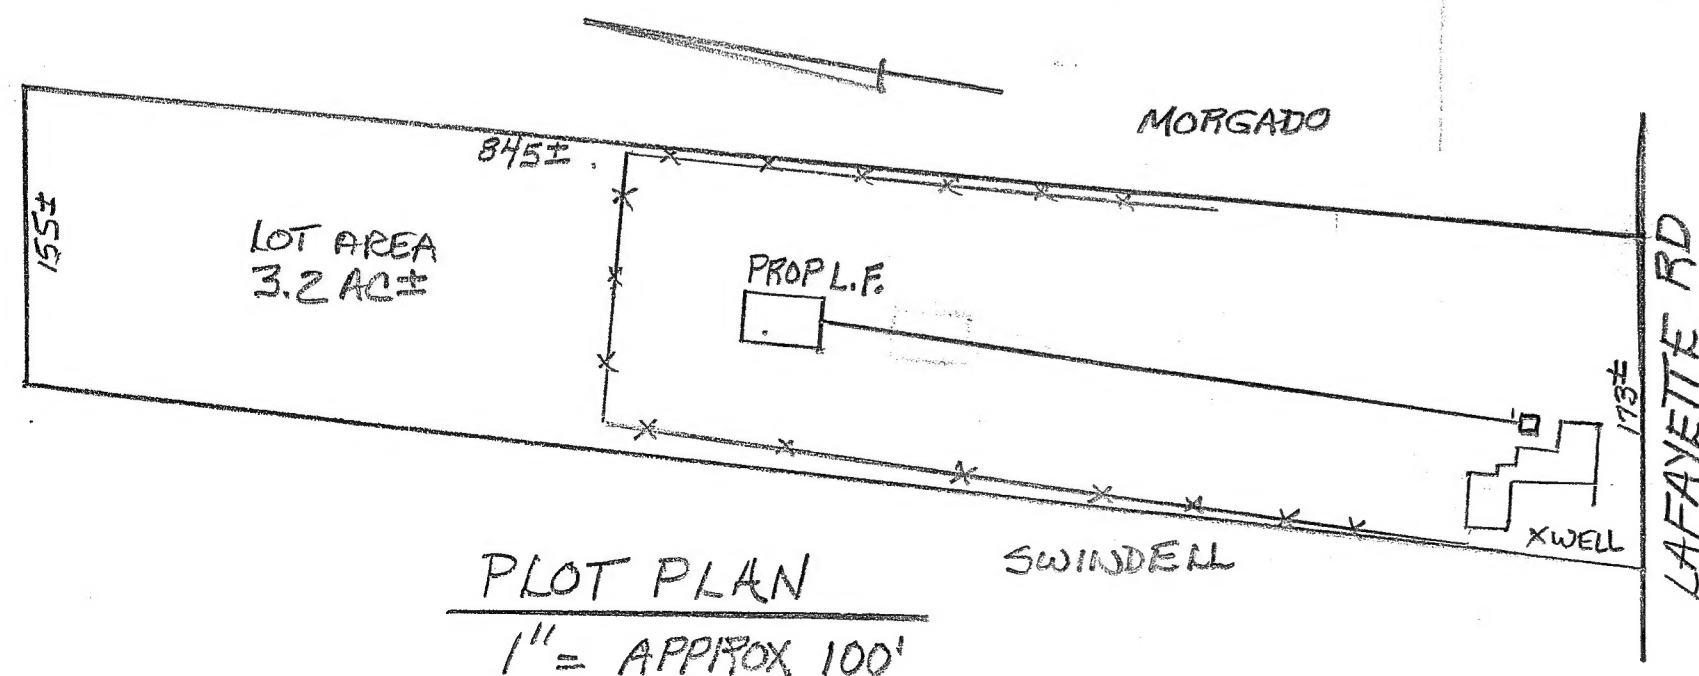 MORGADO
845±
155±
LOT AREA
3.2 AC±
PROP L.F.
LAFAYETTE RD
173±
XWELL
SWINDELL
PLOT PLAN
1" = APPROX 100'